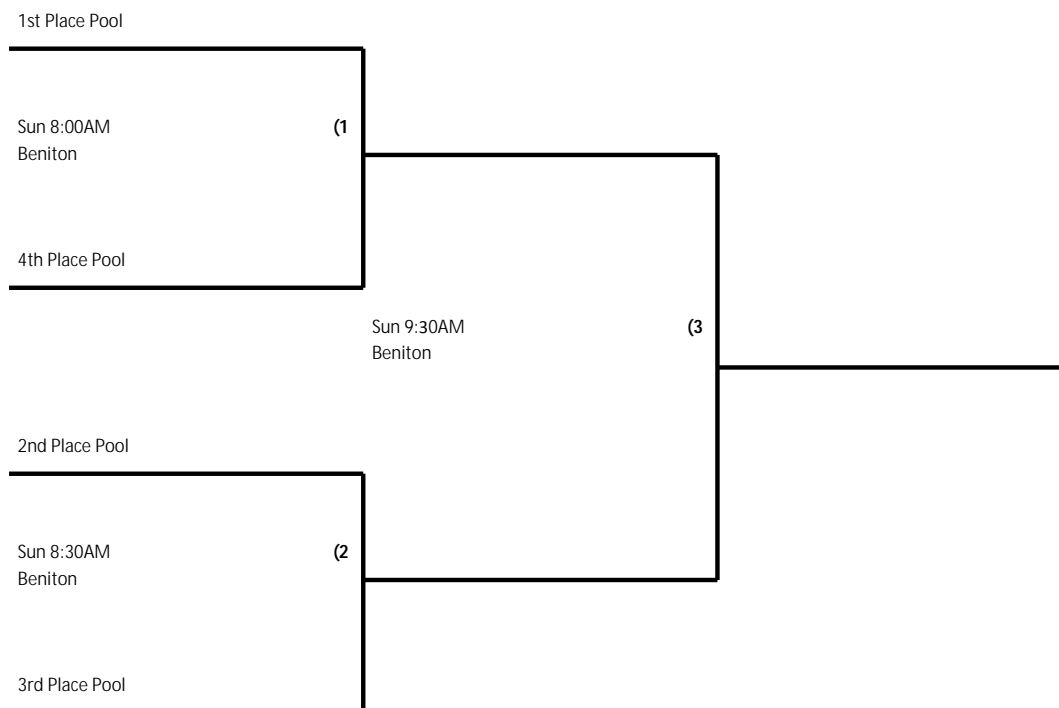 1st Place Pool
Sun 8:00AM
(1
Beniton
4th Place Pool
Sun 9:30AM
(3
Beniton
2nd Place Pool
Sun 8:30AM
(2
Beniton
3rd Place Pool